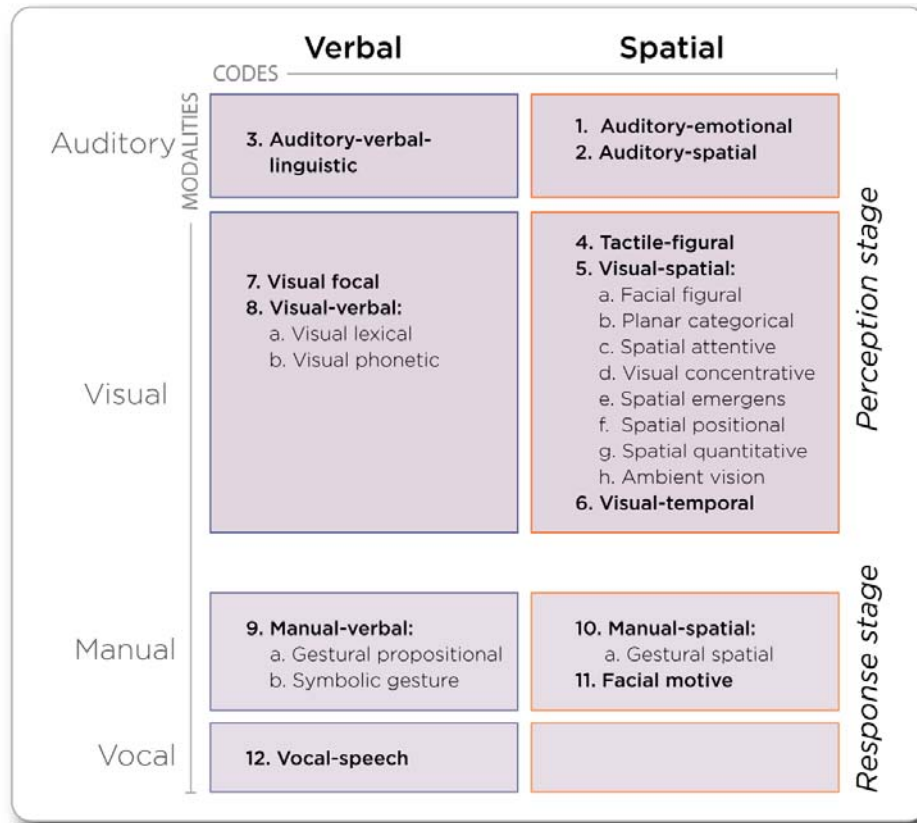 Verbal
Spatial
CODES
MODALITIES
Auditory
3. Auditory-verbal-
linguistic
1. Auditory-emotional
2. Auditory-spatial
Visual
7. Visual focal
8. Visual-verbal:
a. Visual lexical
b. Visual phonetic
4. Tactile-figural
5. Visual-spatial:
a. Facial figural
b. Planar categorical
c. Spatial attentive
d. Visual concentrative
e. Spatial emergens
f. Spatial positional
g. Spatial quantitative
h. Ambient vision
6. Visual-temporal
Perception stage
Manual
9. Manual-verbal:
a. Gestural propositional
b. Symbolic gesture
10. Manual-spatial:
a. Gestural spatial
11. Facial motive
Vocal
12. Vocal-speech
Response stage